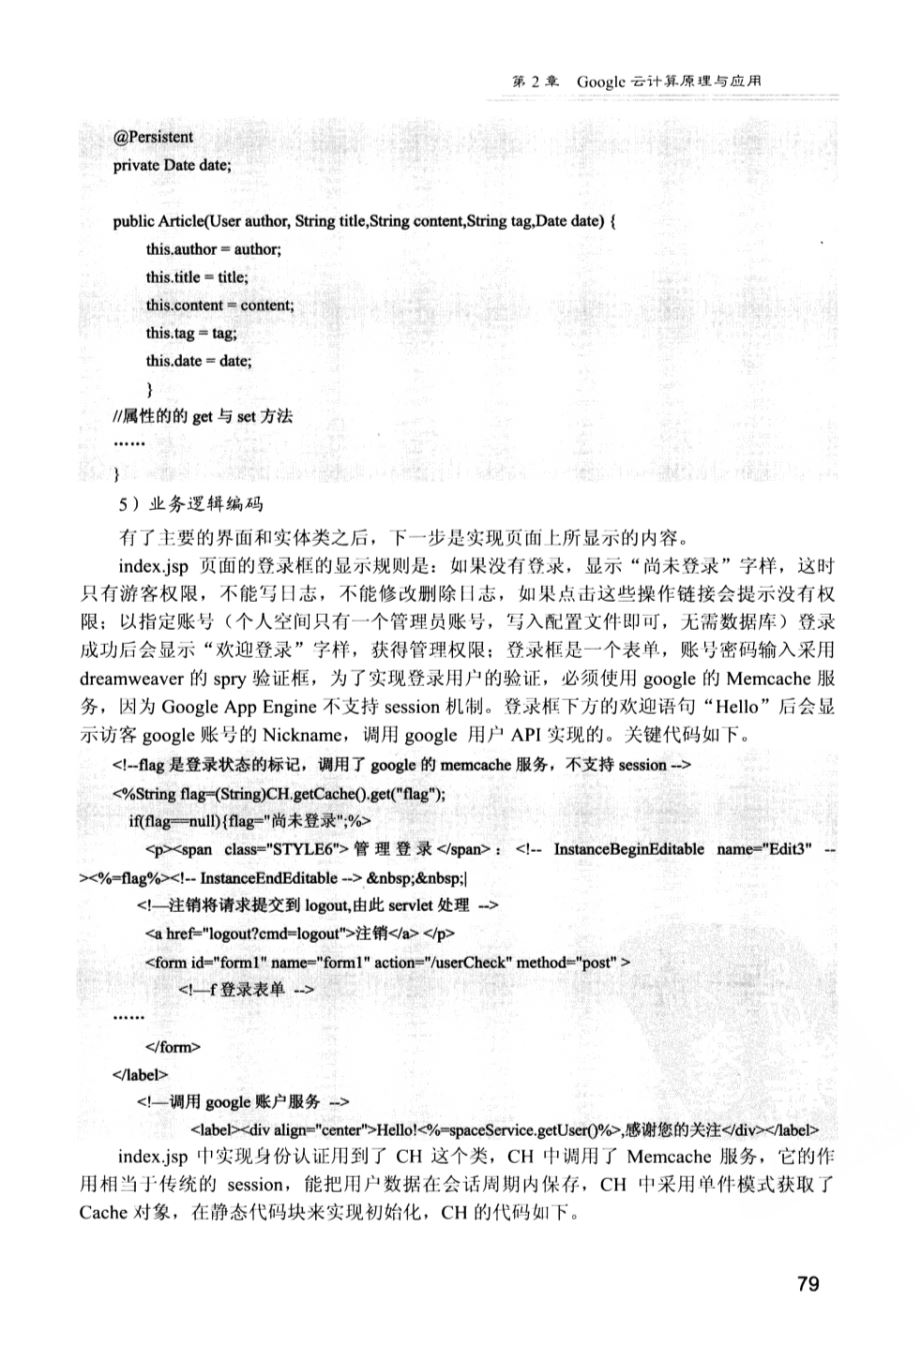 第 2 章 Google 云计算原理与应用
@Persistent
private Date date;
public Article(User author, String title,String content,String tag,Date date) {
this.author = author;
this.title = title;
this.content = content;
this.tag = tag;
this.date = date;
}
//属性的的 get 与 set 方法
……
}
5）业务逻辑编码
有了主要的界面和实体类之后，下一步是实现页面上所显示的内容。
index.jsp 页面的登录框的显示规则是：如果没有登录，显示“尚未登录”字样，这时
只有游客权限，不能写日志，不能修改删除日志，如果点击这些操作链接会提示没有权
限；以指定账号（个人空间只有一个管理员账号，写入配置文件即可，无需数据库）登录
成功后会显示“欢迎登录”字样，获得管理权限；登录框是一个表单，账号密码输入采用
dreamweaver 的 spry 验证框，为了实现登录用户的验证，必须使用 google 的 Memcache 服
务，因为 Google App Engine 不支持 session 机制。登录框下方的欢迎语句“Hello”后会显
示访客 google 账号的 Nickname，调用 google 用户 API 实现的。关键代码如下。
<!--flag 是登录状态的标记，调用了 google 的 memcache 服务，不支持 session -->
<%String flag=(String)CH.getCache().get("flag");
if(flag==null){flag="尚未登录";%>
<p><span class="STYLE6">管 理 登 录</span>：<!-- InstanceBeginEditable name="Edit3" --
><%=flag%><!-- InstanceEndEditable --> &nbsp;&nbsp;|
<!—注销将请求提交到 logout,由此 servlet 处理 -->
<a href="logout?cmd=logout">注销</a> </p>
<form id="form1" name="form1" action="/userCheck" method="post" >
<!—f 登录表单 -->
……
</form>
</label>
<!—调用 google 账户服务 -->
<label><div align="center">Hello!<%=spaceService.getUser()%>,感谢您的关注</div></label>
index.jsp 中实现身份认证用到了 CH 这个类，CH 中调用了 Memcache 服务，它的作
用相当于传统的 session，能把用户数据在会话周期内保存，CH 中采用单件模式获取了
Cache 对象，在静态代码块来实现初始化，CH 的代码如下。
79